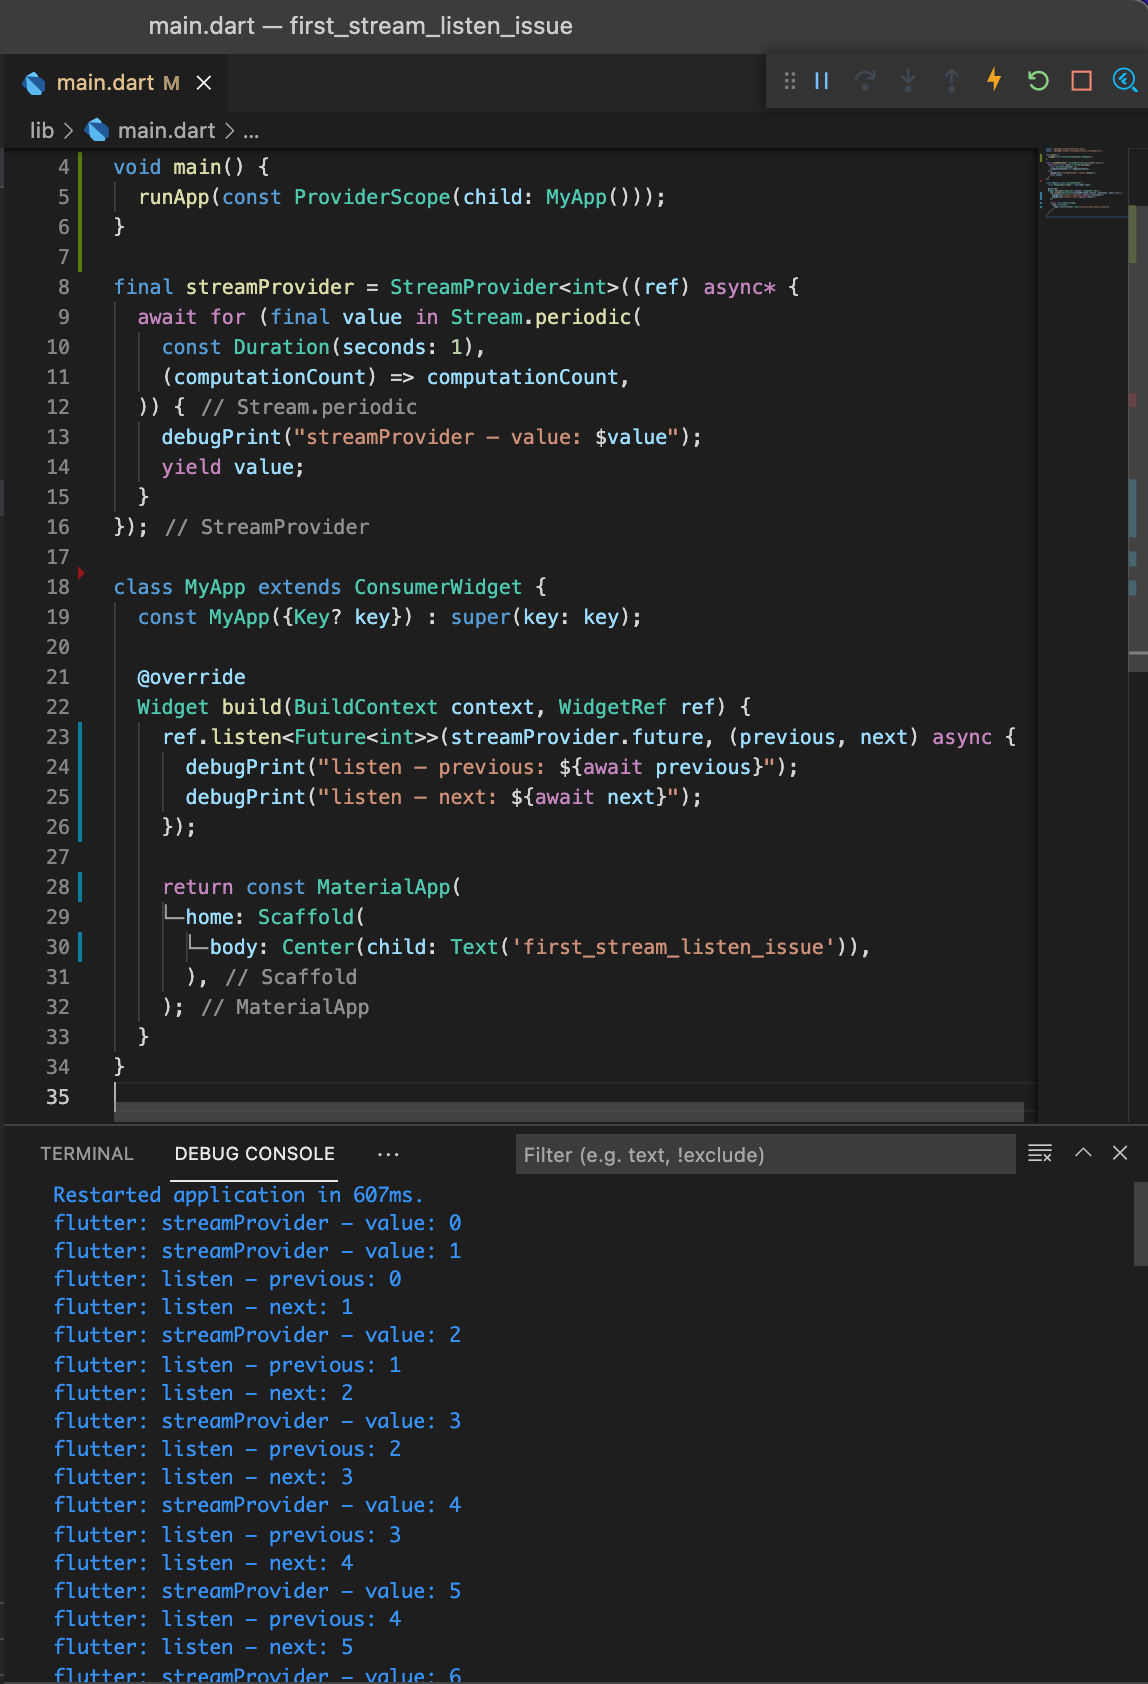 main.dart — first_stream_listen_issue
main.dart M
lib > main.dart > ...
4 void main() {
5 runApp(const ProviderScope(child: MyApp()));
6 }
7
8 final streamProvider = StreamProvider<int>((ref) async* {
9 await for (final value in Stream.periodic(
10 const Duration(seconds: 1),
11 (computationCount) => computationCount,
12 )) { // Stream.periodic
13 debugPrint("streamProvider – value: $value");
14 yield value;
15 }
16 }); // StreamProvider
17
18 class MyApp extends ConsumerWidget {
19 const MyApp({Key? key}) : super(key: key);
20
21 @override
22 Widget build(BuildContext context, WidgetRef ref) {
23 ref.listen<Future<int>>(streamProvider.future, (previous, next) async {
24 debugPrint("listen – previous: ${await previous}");
25 debugPrint("listen – next: ${await next}");
26 });
27
28 return const MaterialApp(
29 home: Scaffold(
30 body: Center(child: Text('first_stream_listen_issue')),
31 ), // Scaffold
32 ); // MaterialApp
33 }
34 }
35
TERMINAL DEBUG CONSOLE ··· Filter (e.g. text, !exclude)
Restarted application in 607ms.
flutter: streamProvider – value: 0
flutter: streamProvider – value: 1
flutter: listen – previous: 0
flutter: listen – next: 1
flutter: streamProvider – value: 2
flutter: listen – previous: 1
flutter: listen – next: 2
flutter: streamProvider – value: 3
flutter: listen – previous: 2
flutter: listen – next: 3
flutter: streamProvider – value: 4
flutter: listen – previous: 3
flutter: listen – next: 4
flutter: streamProvider – value: 5
flutter: listen – previous: 4
flutter: listen – next: 5
flutter: streamProvider – value: 6